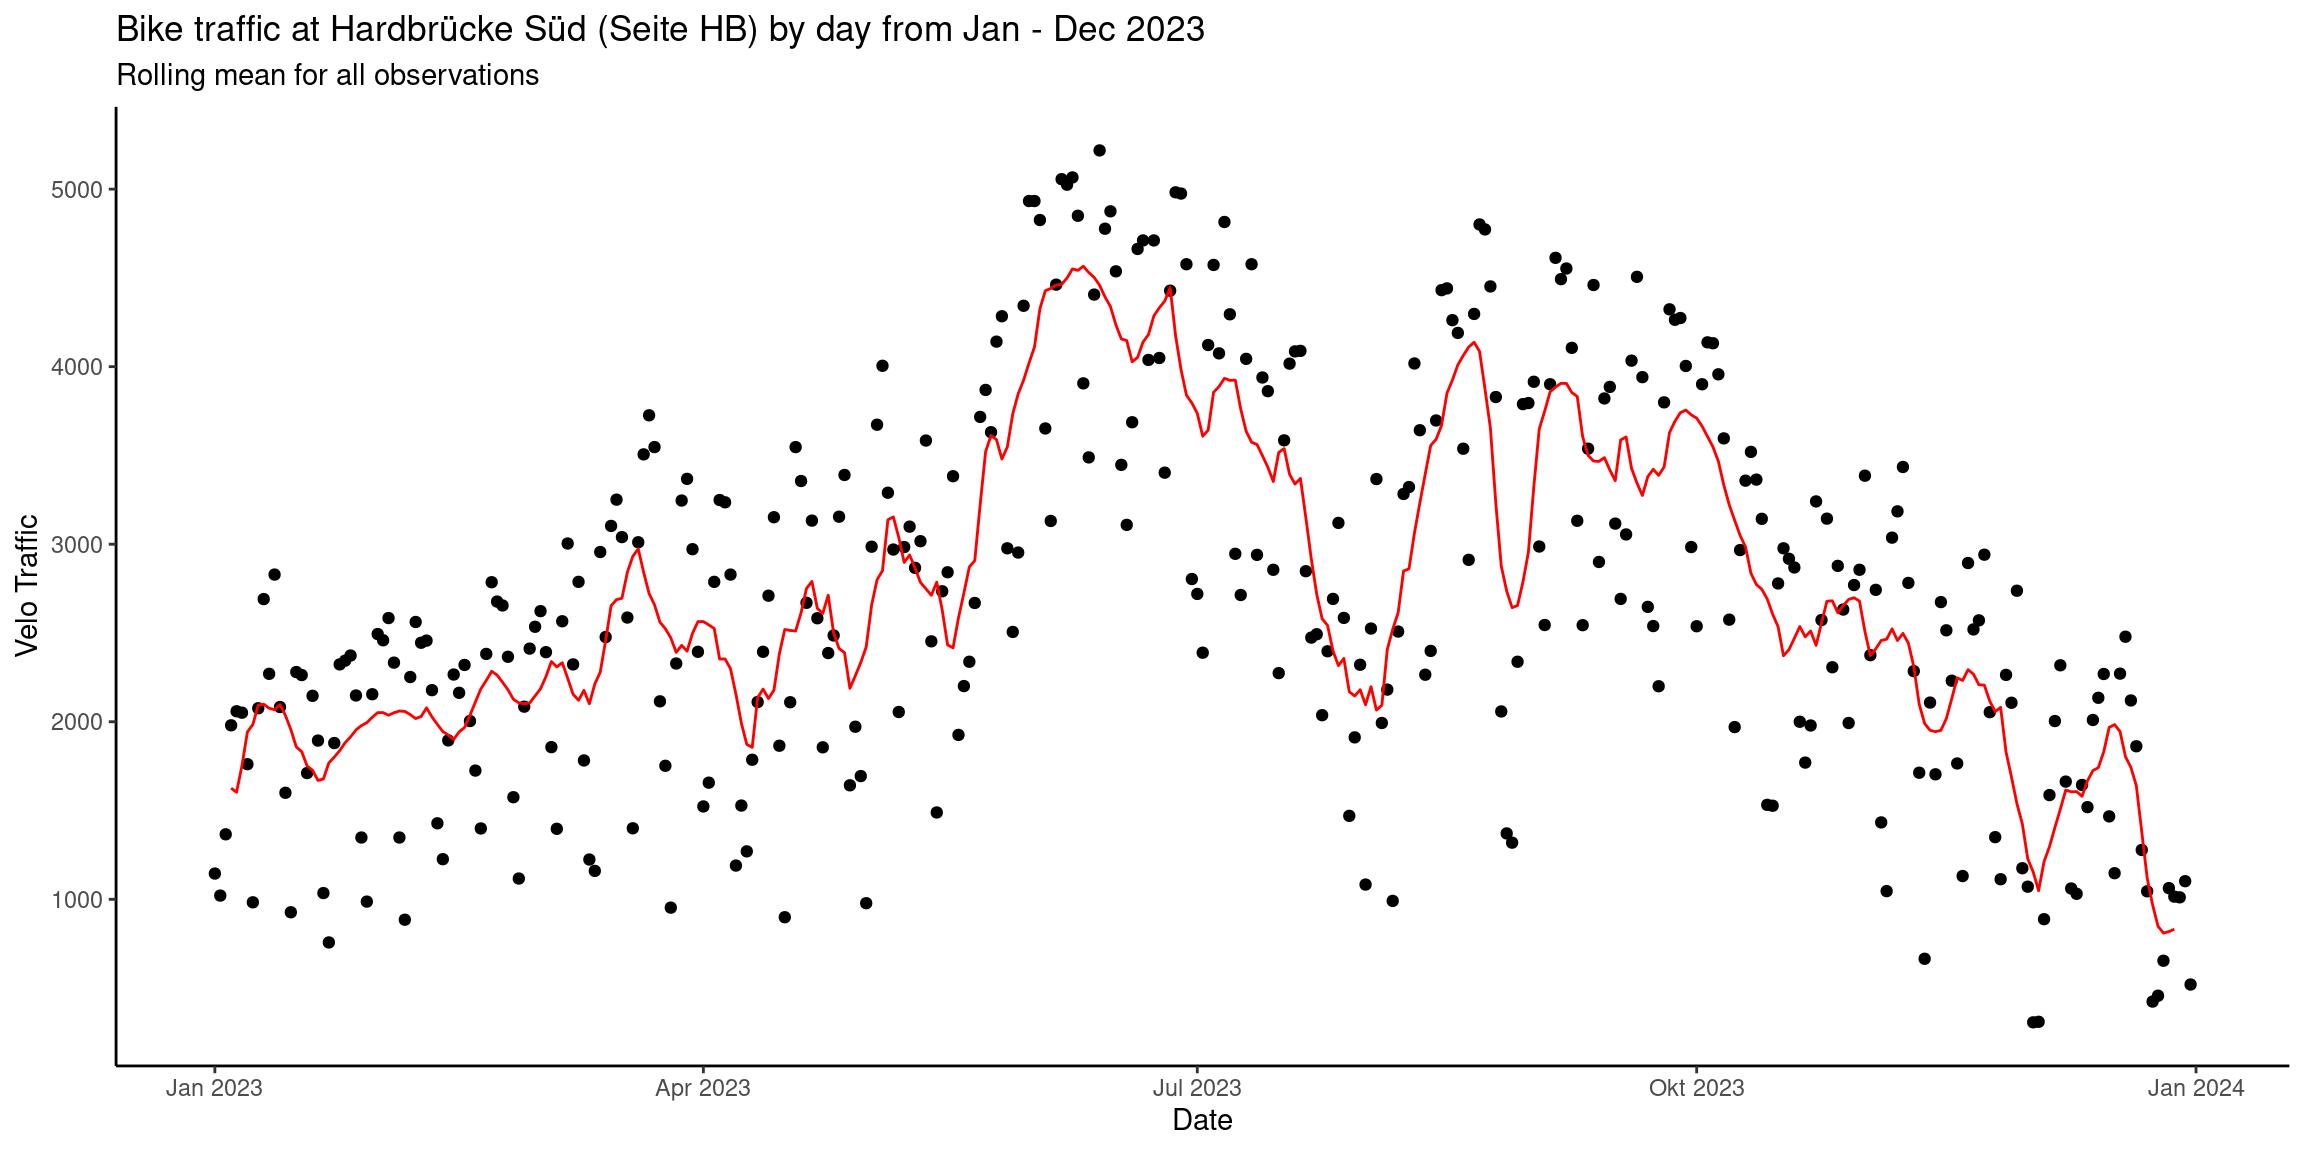 Bike traffic at Hardbrücke Süd (Seite HB) by day from Jan - Dec 2023
Rolling mean for all observations
Velo Traffic
5000
4000
3000
2000
1000
Jan 2023 Apr 2023 Jul 2023 Okt 2023 Jan 2024
Date